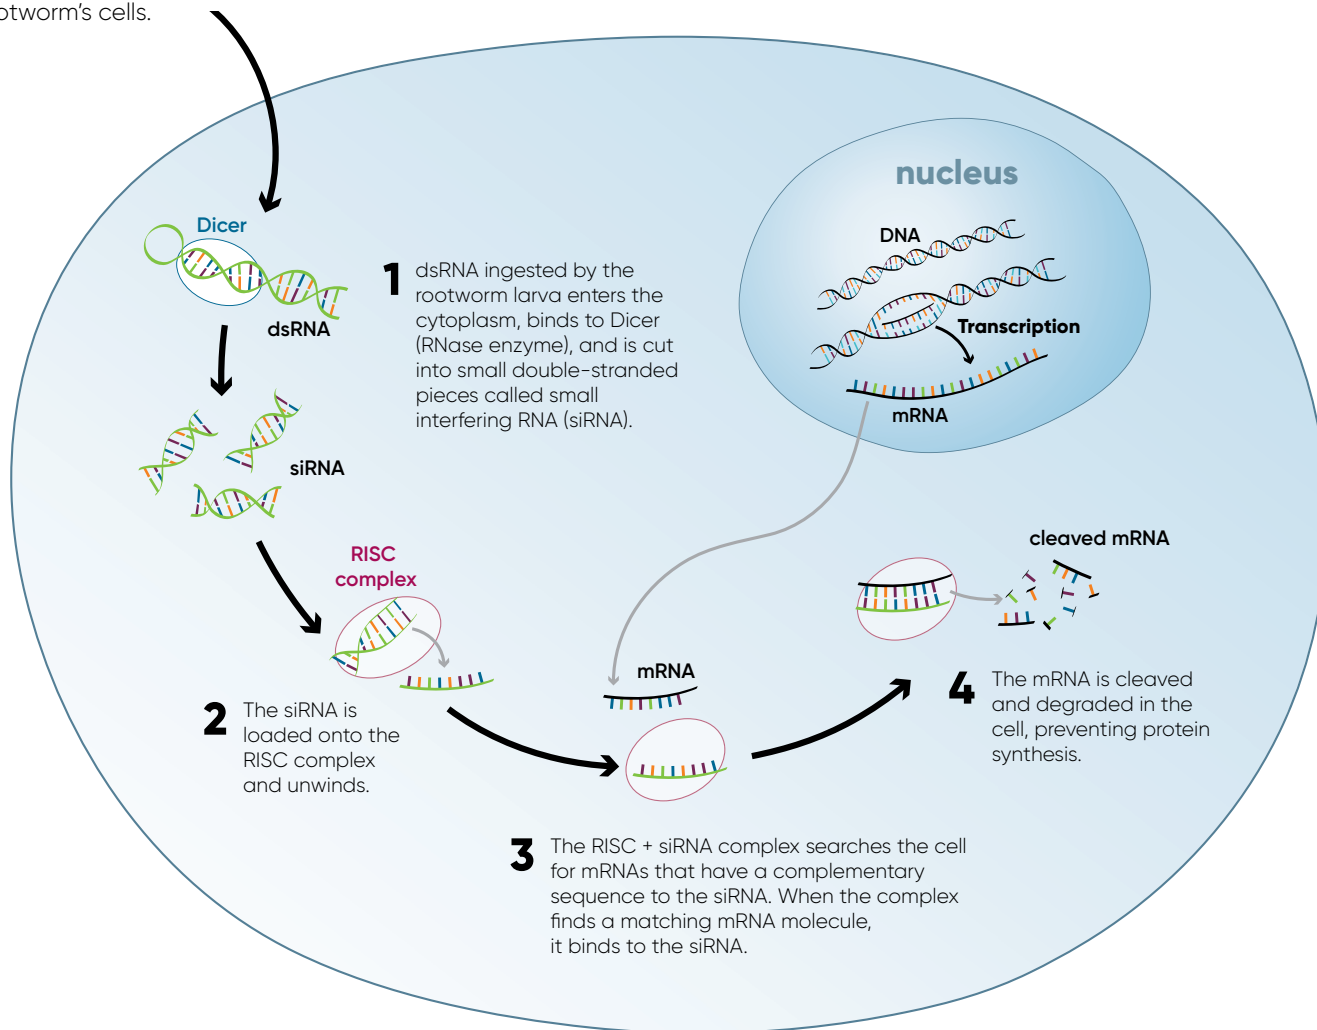 otworm's cells.
nucleus
DNA
Transcription
mRNA
Dicer
dsRNA
1
dsRNA ingested by the
rootworm larva enters the
cytoplasm, binds to Dicer
(RNase enzyme), and is cut
into small double-stranded
pieces called small
interfering RNA (siRNA).
siRNA
RISC
complex
2
The siRNA is
loaded onto the
RISC complex
and unwinds.
mRNA
3
The RISC + siRNA complex searches the cell
for mRNAs that have a complementary
sequence to the siRNA. When the complex
finds a matching mRNA molecule,
it binds to the siRNA.
cleaved mRNA
4
The mRNA is cleaved
and degraded in the
cell, preventing protein
synthesis.